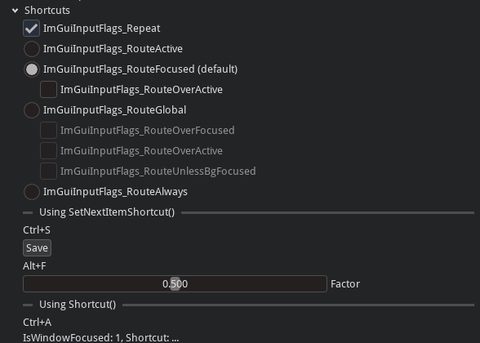 Shortcuts
ImGuiInputFlags_Repeat
ImGuiInputFlags_RouteActive
ImGuiInputFlags_RouteFocused (default)
ImGuiInputFlags_RouteOverActive
ImGuiInputFlags_RouteGlobal
ImGuiInputFlags_RouteOverFocused
ImGuiInputFlags_RouteOverActive
ImGuiInputFlags_RouteUnlessBgFocused
ImGuiInputFlags_RouteAlways
Using SetNextItemShortcut()
Ctrl+S
Save
Alt+F
0.500 Factor
Using Shortcut()
Ctrl+A
IsWindowFocused: 1, Shortcut: ...